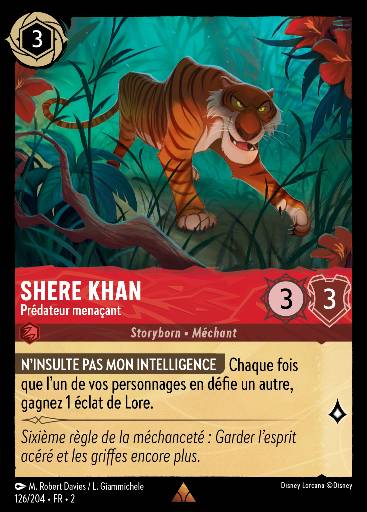 3
SHERE KHAN
Prédateur menaçant
3
3
Storyborn • Méchant
N'INSULTE PAS MON INTELLIGENCE Chaque fois
que l'un de vos personnages en défie un autre,
gagnez 1 éclat de Lore.
Sixième règle de la méchanceté : Garder l'esprit
acéré et les griffes encore plus.
M. Robert Davies / L. Giammichele
126/204 • FR • 2
Disney Lorcana ©Disney